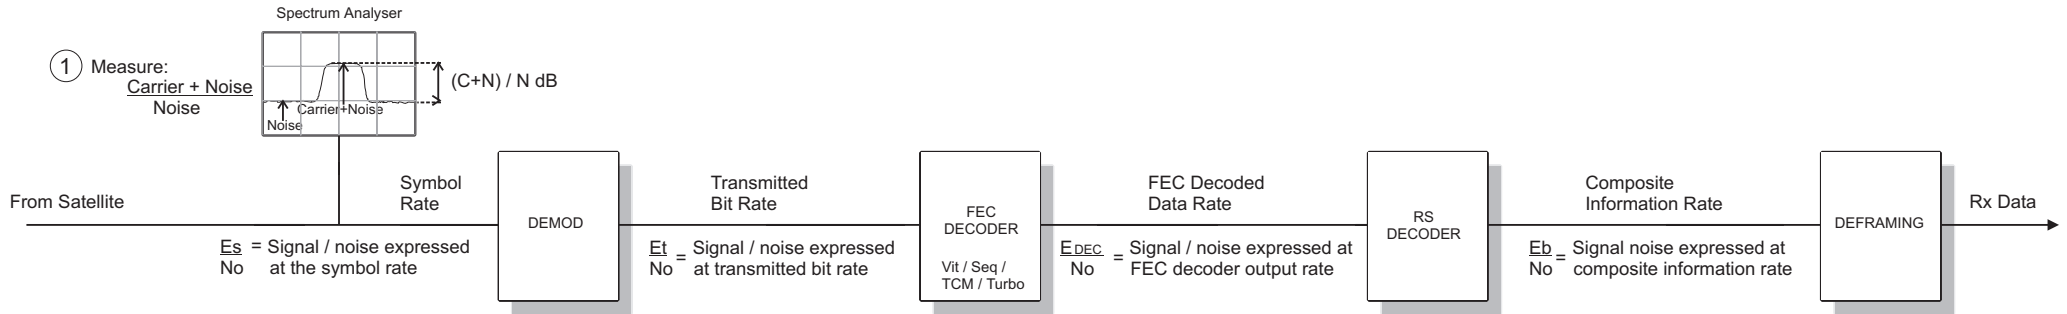 Spectrum Analyser
1
Measure:
Carrier + Noise
Noise
(C+N) / N dB
Carrier+Noise
Noise
From Satellite
Symbol
Rate
Es
No
= Signal / noise expressed
at the symbol rate
DEMOD
Transmitted
Bit Rate
Et
No
= Signal / noise expressed
at transmitted bit rate
FEC
DECODER
Vit / Seq /
TCM / Turbo
FEC Decoded
Data Rate
EDEC
No
= Signal / noise expressed at
FEC decoder output rate
RS
DECODER
Composite
Information Rate
Eb
No
= Signal noise expressed at
composite information rate
DEFRAMING
Rx Data